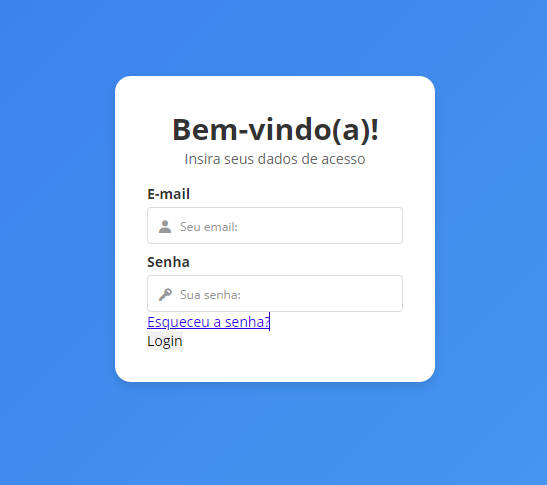 Bem-vindo(a)!
Insira seus dados de acesso
E-mail
Seu email:
Senha
Sua senha:
Esqueceu a senha?
Login